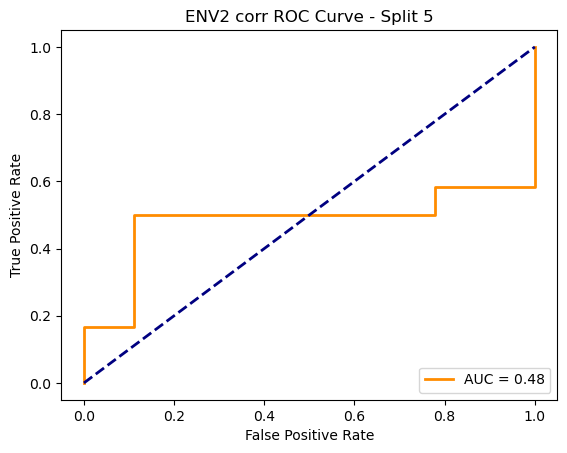 ENV2 corr ROC Curve - Split 5
1.0
0.8
0.6
0.4
0.2
0.0
True Positive Rate
AUC = 0.48
0.0 0.2 0.4 0.6 0.8 1.0
False Positive Rate